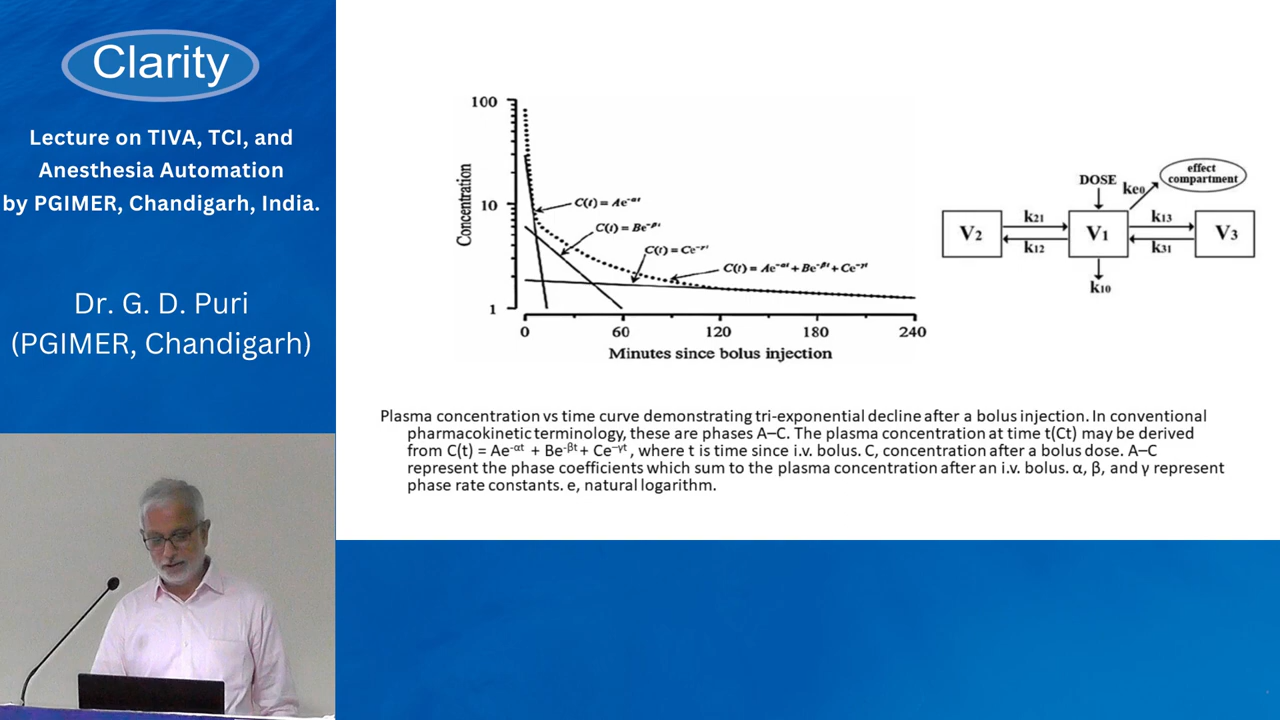 Clarity
Lecture on TIVA, TCI, and
Anesthesia Automation
by PGIMER, Chandigarh, India.
Dr. G. D. Puri
(PGIMER, Chandigarh)
100
10
1
Concentration
C(t) = Ae^-αt
C(t) = Be^-βt
C(t) = Ce^-γt
C(t) = Ae^-αt + Be^-βt + Ce^-γt
0 60 120 180 240
Minutes since bolus injection
DOSE
ke0
effect
compartment
V2
k21
k12
V1
k13
k31
V3
k10
Plasma concentration vs time curve demonstrating tri-exponential decline after a bolus injection. In conventional
pharmacokinetic terminology, these are phases A–C. The plasma concentration at time t(Ct) may be derived
from C(t) = Ae^-αt + Be^-βt + Ce^-γt , where t is time since i.v. bolus. C, concentration after a bolus dose. A–C
represent the phase coefficients which sum to the plasma concentration after an i.v. bolus. α, β, and γ represent
phase rate constants. e, natural logarithm.